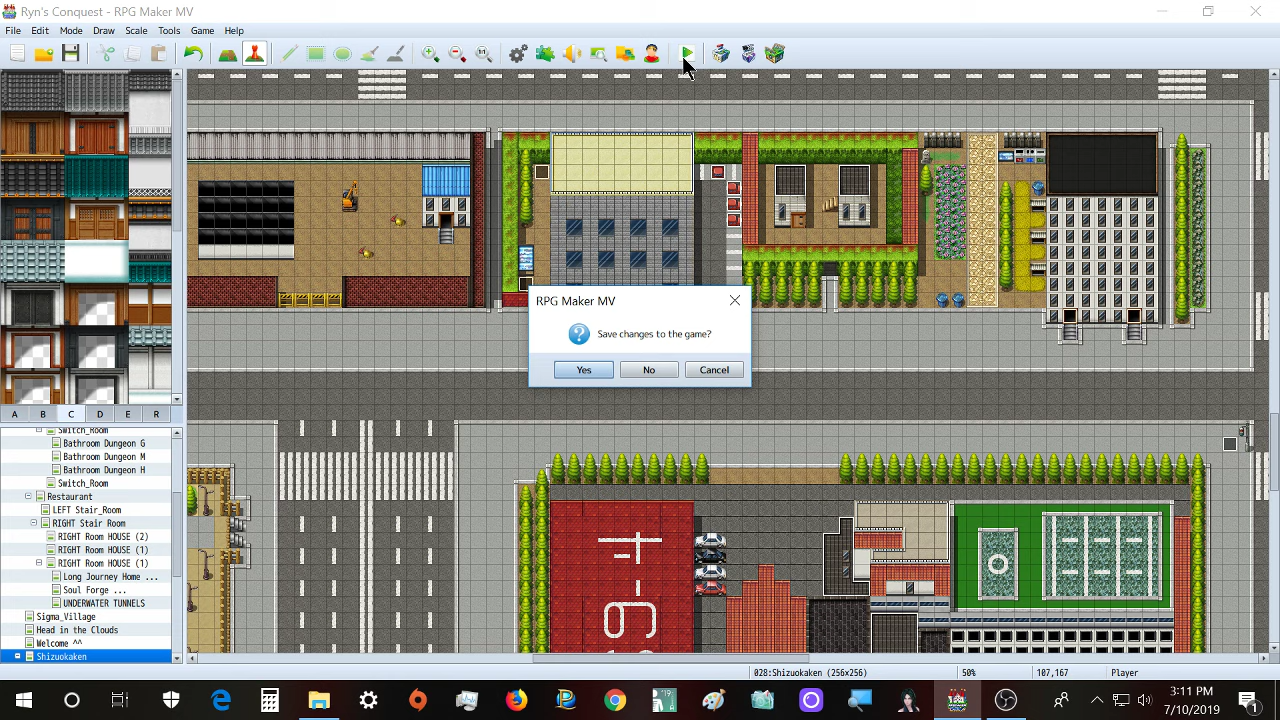 Ryn's Conquest - RPG Maker MV
File Edit Mode Draw Scale Tools Game Help
RPG Maker MV
Save changes to the game?
Yes No Cancel
A B C D E R
Switch_Room
Bathroom Dungeon G
Bathroom Dungeon M
Bathroom Dungeon H
Switch_Room
Restaurant
LEFT Stair_Room
RIGHT Stair Room
RIGHT Room HOUSE (2)
RIGHT Room HOUSE (1)
RIGHT Room HOUSE (1)
Long Journey Home ...
Soul Forge ...
UNDERWATER TUNNELS
Sigma_Village
Head in the Clouds
Welcome ^^
Shizuokaken
028:Shizuokaken (256x256) 50% 107,167 Player
3:11 PM
7/10/2019